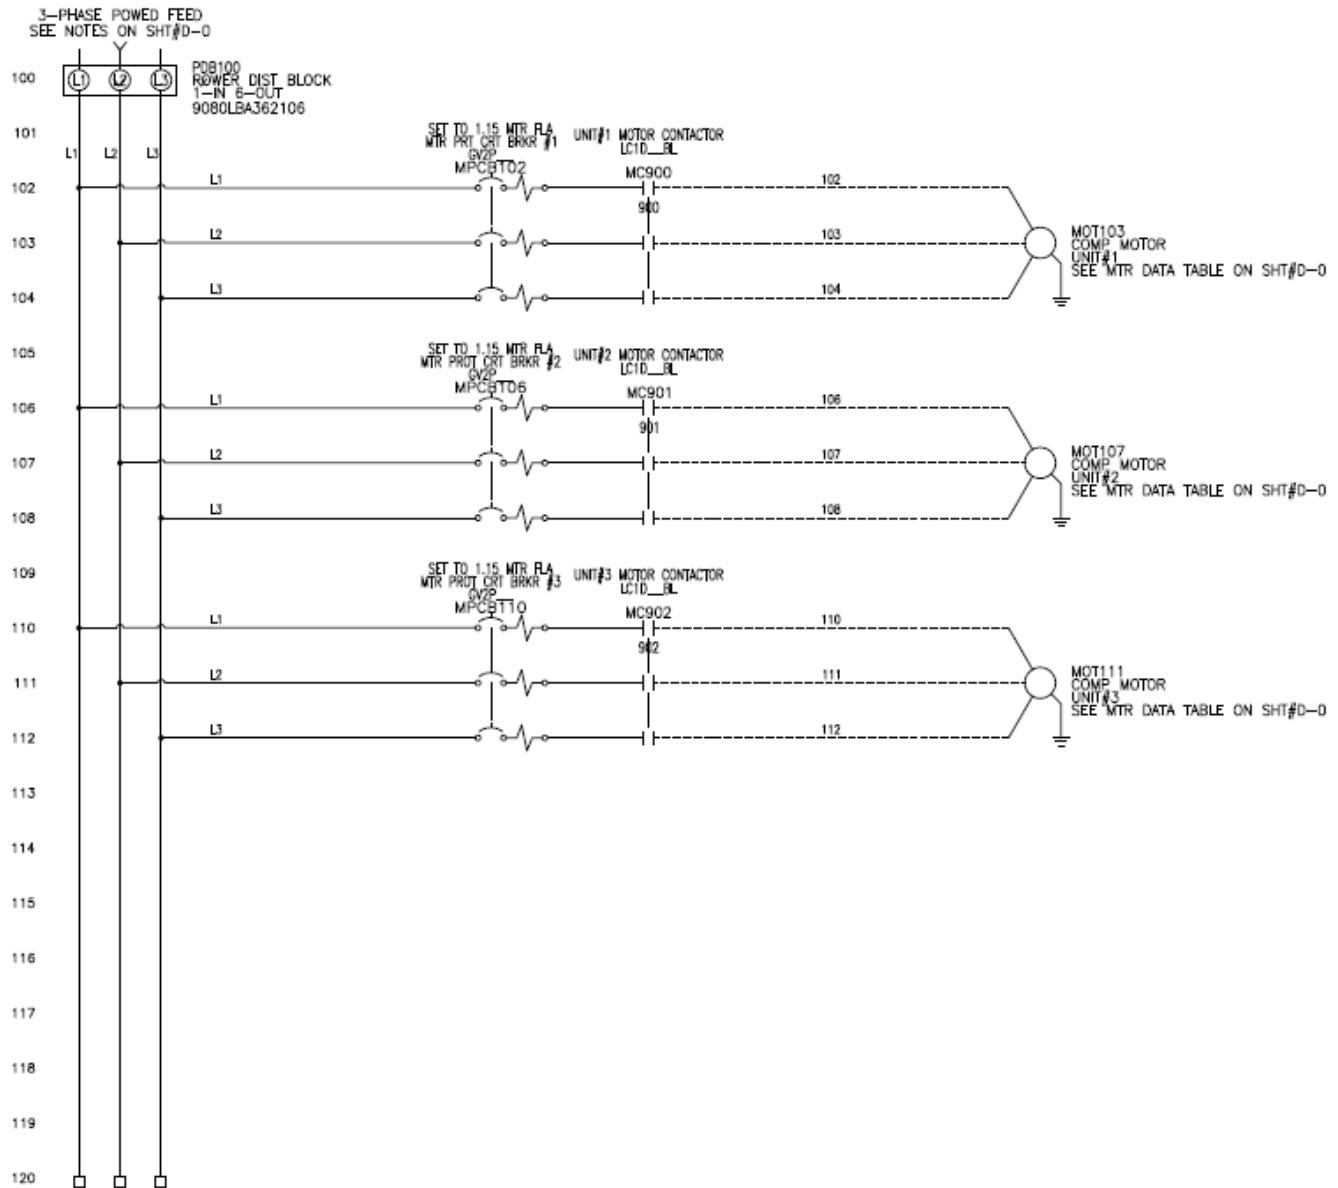 3-PHASE POWED FEED
SEE NOTES ON SHT#D-0
100
L1 L2 L3
PDB100
ROWER DIST BLOCK
1-IN 6-OUT
9080LBA362106
101
L1 L2 L3
SET TO 1.15 MTR FLA
MTR PRT CRT BRKR #1
GV2P__
MPCB102
UNIT#1 MOTOR CONTACTOR
LC1D__BL
MC900
900
102
L1
102
103
L2
103
104
L3
104
MOT103
COMP MOTOR
UNIT#1
SEE MTR DATA TABLE ON SHT#D-0
105
SET TO 1.15 MTR FLA
MTR PROT CRT BRKR #2
GV2P__
MPCB106
UNIT#2 MOTOR CONTACTOR
LC1D__BL
MC901
901
106
L1
106
107
L2
107
108
L3
108
MOT107
COMP MOTOR
UNIT#2
SEE MTR DATA TABLE ON SHT#D-0
109
SET TO 1.15 MTR FLA
MTR PROT CRT BRKR #3
GV2P__
MPCB110
UNIT#3 MOTOR CONTACTOR
LC1D__BL
MC902
902
110
L1
110
111
L2
111
112
L3
112
MOT111
COMP MOTOR
UNIT#3
SEE MTR DATA TABLE ON SHT#D-0
113
114
115
116
117
118
119
120